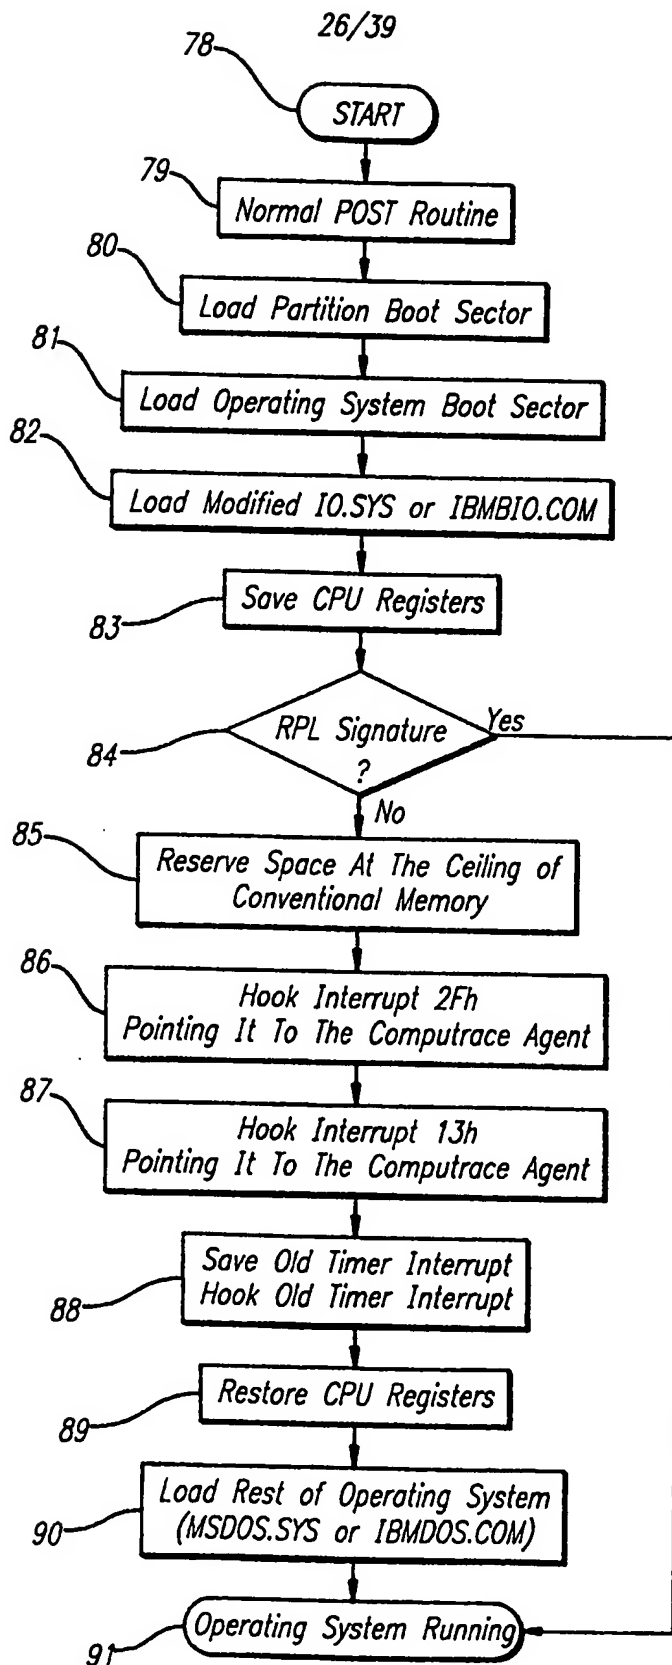 26/39
78
START
79
Normal POST Routine
80
Load Partition Boot Sector
81
Load Operating System Boot Sector
82
Load Modified IO.SYS or IBMBIO.COM
Save CPU Registers
83
RPL Signature
?
Yes
84
No
85
Reserve Space At The Ceiling of
Conventional Memory
86
Hook Interrupt 2Fh
Pointing It To The Computrace Agent
87
Hook Interrupt 13h
Pointing It To The Computrace Agent
Save Old Timer Interrupt
Hook Old Timer Interrupt
88
Restore CPU Registers
89
Load Rest of Operating System
(MSDOS.SYS or IBMDOS.COM)
90
Operating System Running
91